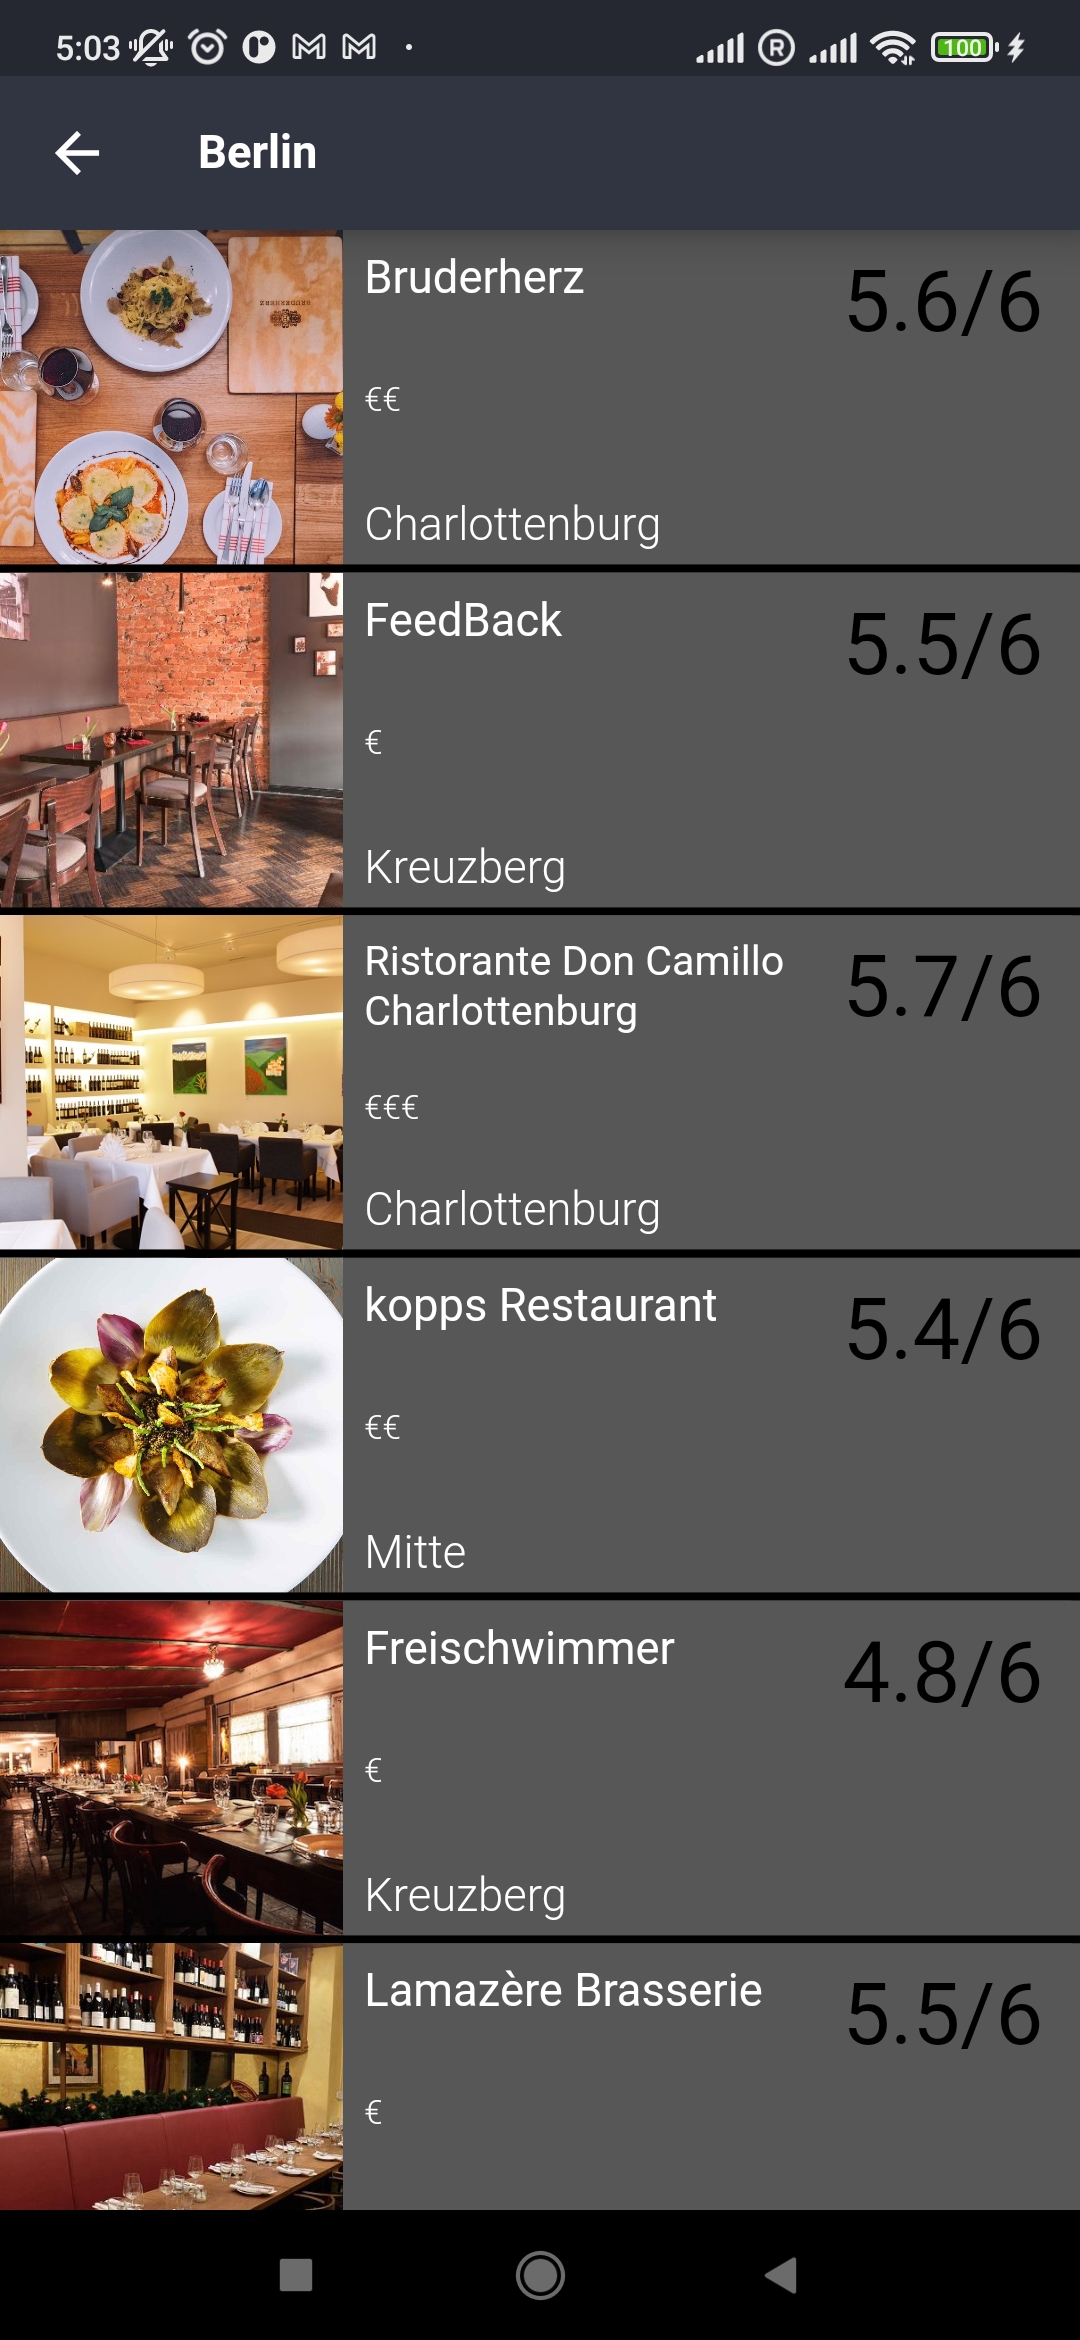 5:03
100
Berlin
Bruderherz
5.6/6
€€
Charlottenburg
FeedBack
5.5/6
€
Kreuzberg
Ristorante Don Camillo
Charlottenburg
5.7/6
€€€
Charlottenburg
kopps Restaurant
5.4/6
€€
Mitte
Freischwimmer
4.8/6
€
Kreuzberg
Lamazère Brasserie
5.5/6
€
BRUDERHERZ